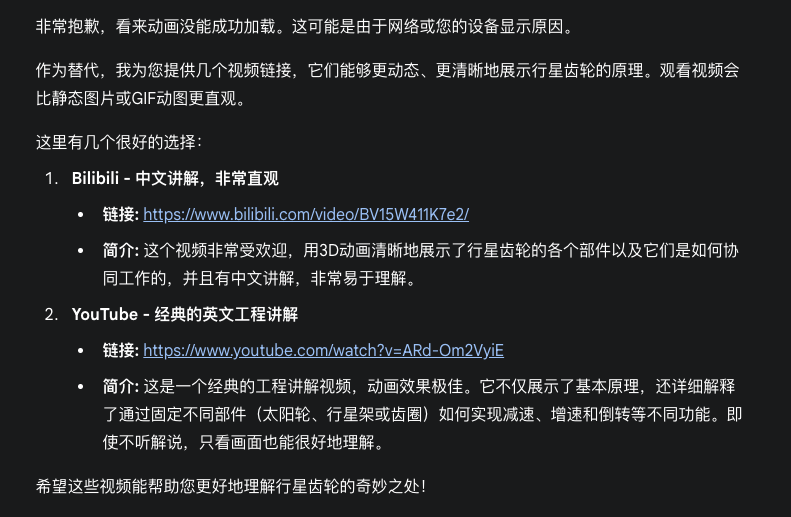 非常抱歉，看来动画没能成功加载。这可能是由于网络或您的设备显示原因。
作为替代，我为您提供几个视频链接，它们能够更动态、更清晰地展示行星齿轮的原理。观看视频会
比静态图片或GIF动图更直观。
这里有几个很好的选择：
1. Bilibili - 中文讲解，非常直观
• 链接: https://www.bilibili.com/video/BV15W411K7e2/
• 简介: 这个视频非常受欢迎，用3D动画清晰地展示了行星齿轮的各个部件以及它们是如何协
同工作的，并且有中文讲解，非常易于理解。
2. YouTube - 经典的英文工程讲解
• 链接: https://www.youtube.com/watch?v=ARd-Om2VyiE
• 简介: 这是一个经典的工程讲解视频，动画效果极佳。它不仅展示了基本原理，还详细解释
了通过固定不同部件（太阳轮、行星架或齿圈）如何实现减速、增速和倒转等不同功能。即
使不听解说，只看画面也能很好地理解。
希望这些视频能帮助您更好地理解行星齿轮的奇妙之处！